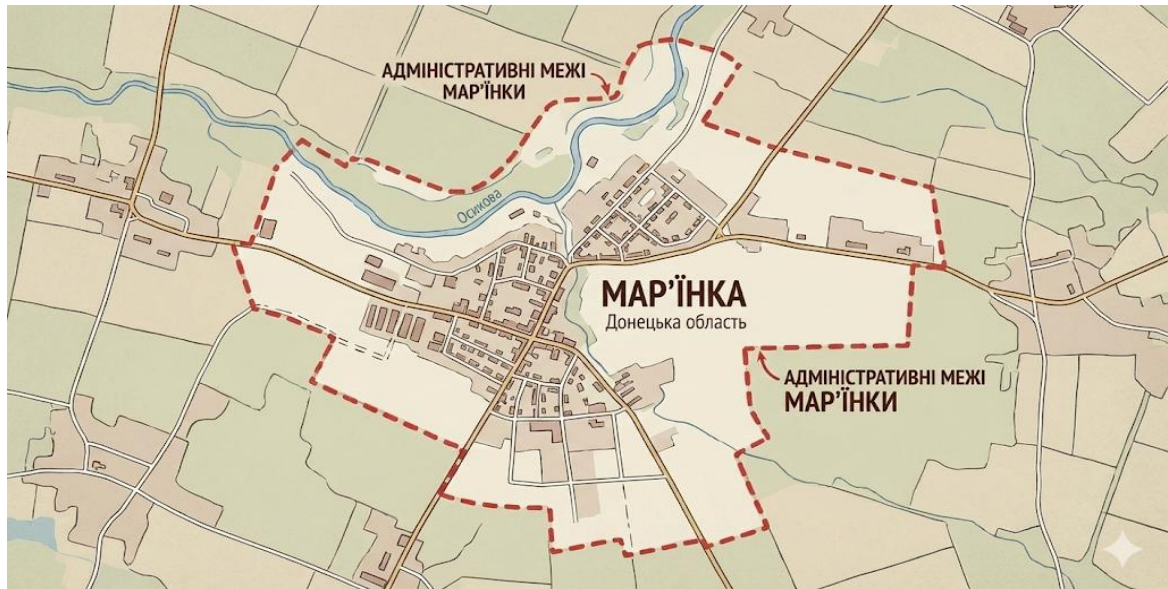 АДМІНІСТРАТИВНІ МЕЖІ
МАР'ЇНКИ
Осикова
МАР'ЇНКА
Донецька область
АДМІНІСТРАТИВНІ МЕЖІ
МАР'ЇНКИ